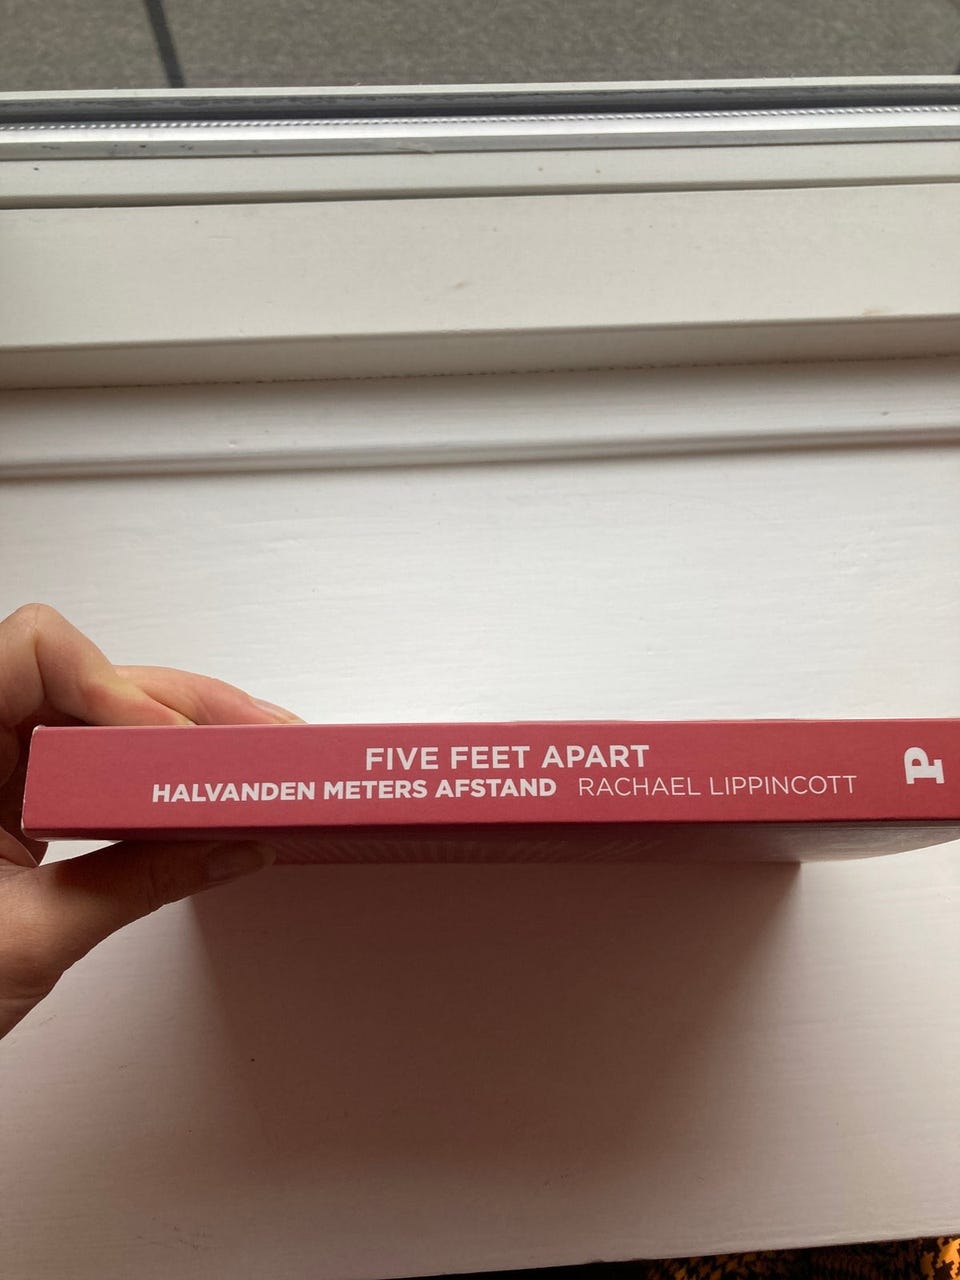 FIVE FEET APART
HALVANDEN METERS AFSTAND RACHAEL LIPPINCOTT
P